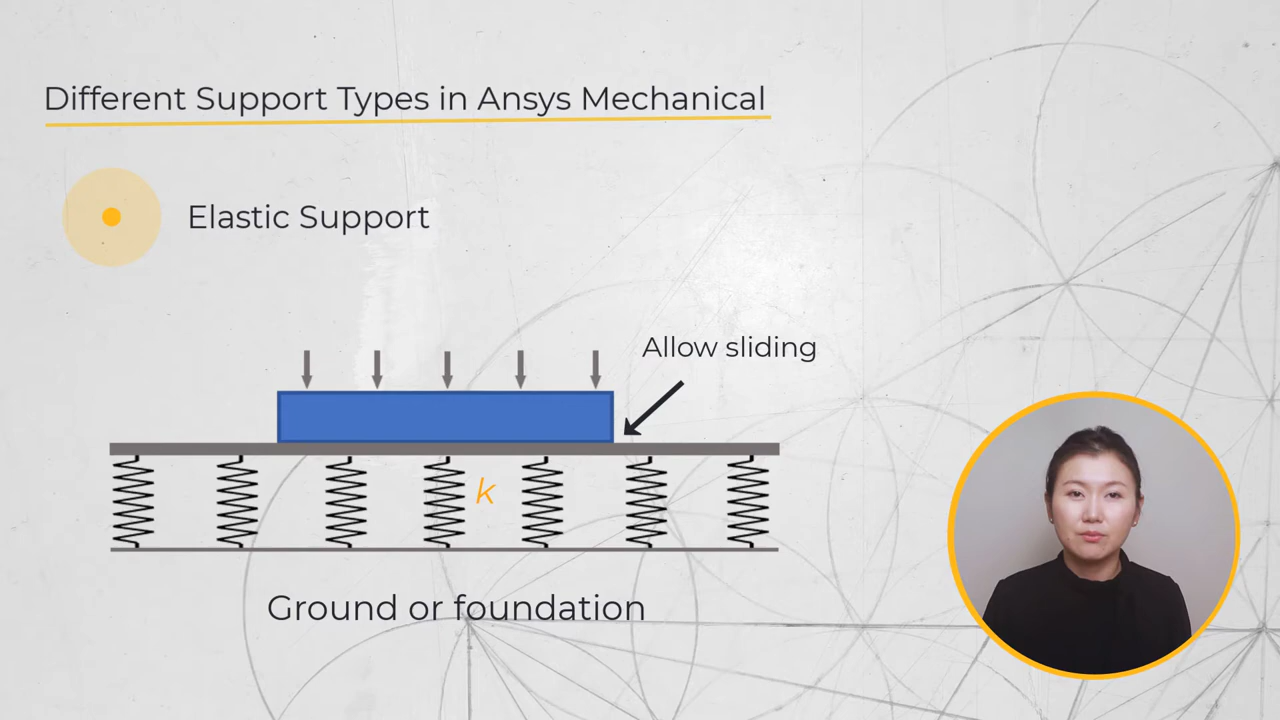 Different Support Types in Ansys Mechanical
Elastic Support
Allow sliding
k
Ground or foundation